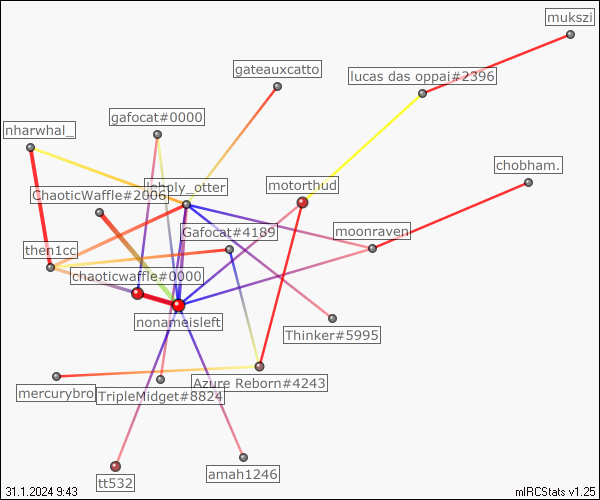 mukszi
gateauxcatto
lucas das oppai#2396
gafocat#0000
nharwhal_
chobham.
ChaoticWaffle#2006
motorthud
Gafocat#4189
moonraven
then1cc
chaoticwaffle#0000
nonameisleft
Thinker#5995
Azure Reborn#4243
mercurybro
TripleMidget#8824
tt532
amah1246
31.1.2024 9:43
mIRCStats v1.25